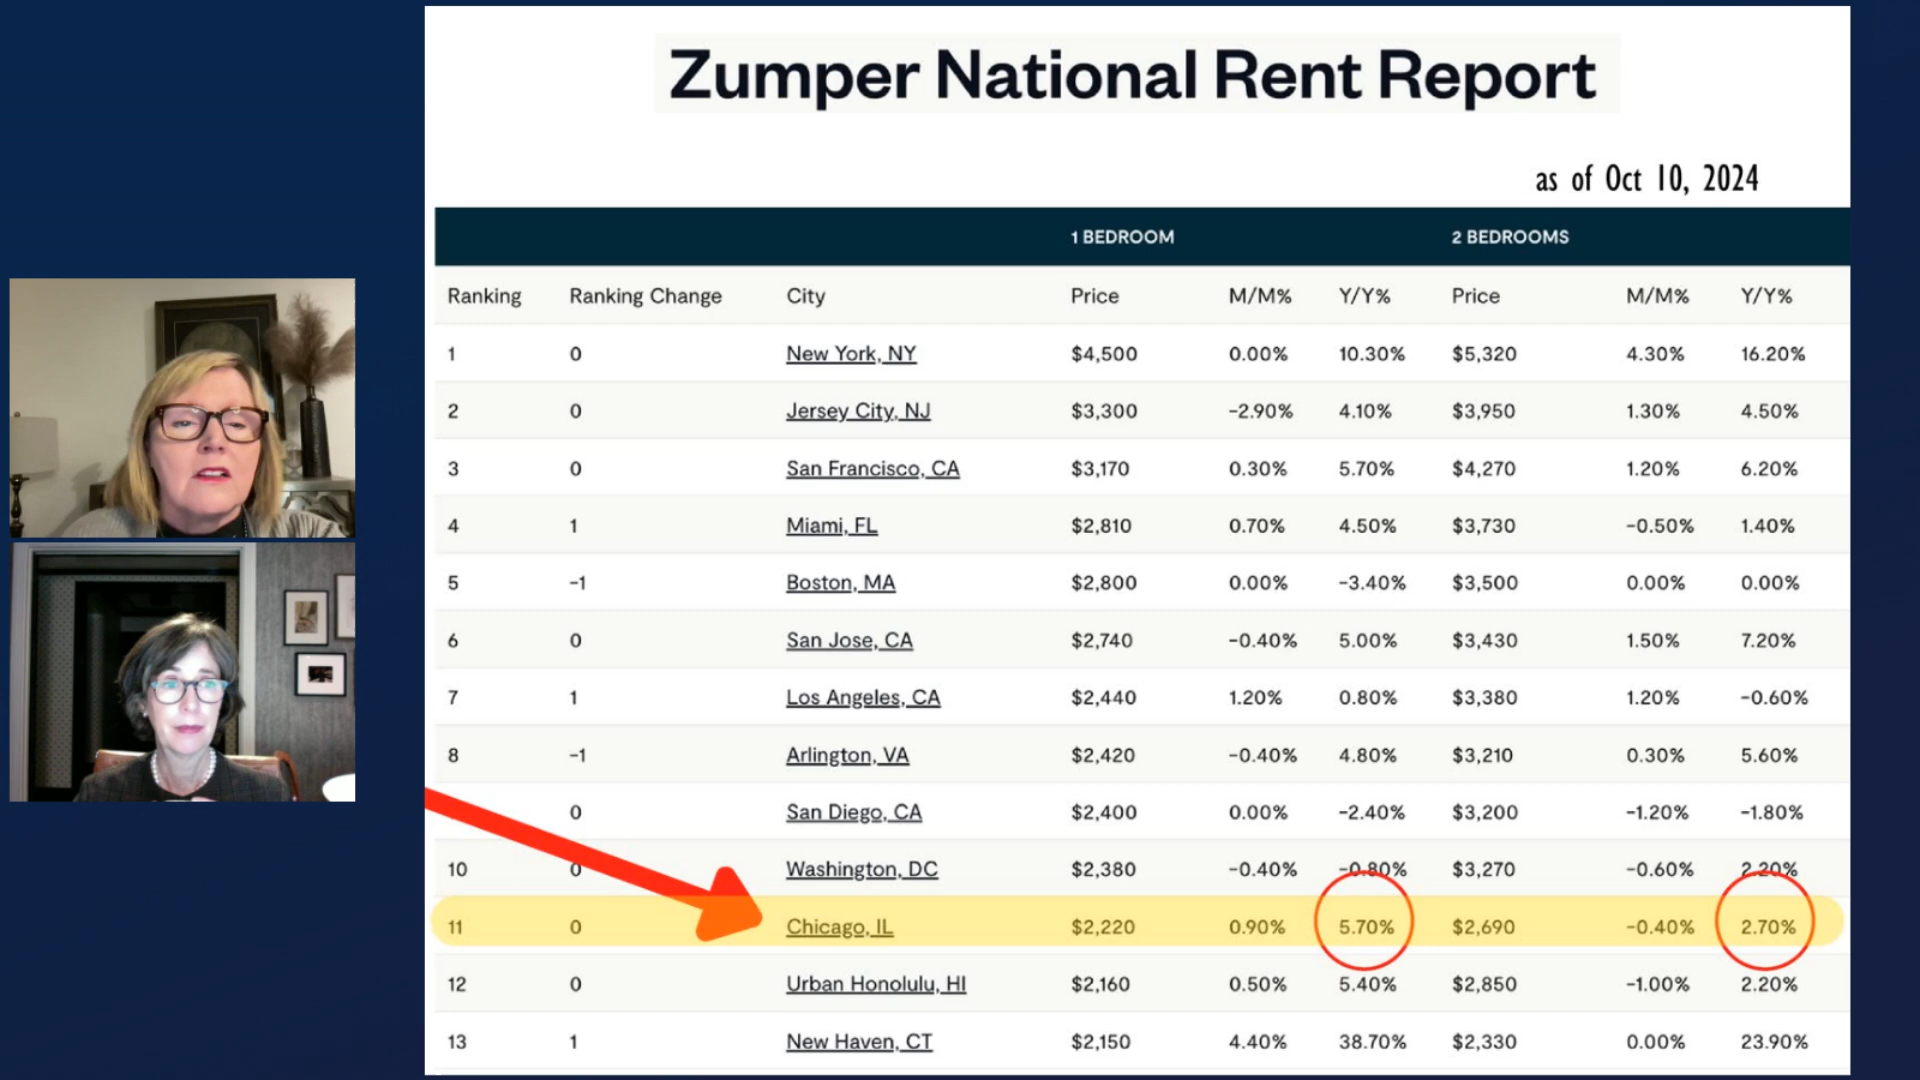 Zumper National Rent Report
as of Oct 10, 2024
1 BEDROOM 2 BEDROOMS
Ranking Ranking Change City Price M/M% Y/Y% Price M/M% Y/Y%
1 0 New York, NY $4,500 0.00% 10.30% $5,320 4.30% 16.20%
2 0 Jersey City, NJ $3,300 -2.90% 4.10% $3,950 1.30% 4.50%
3 0 San Francisco, CA $3,170 0.30% 5.70% $4,270 1.20% 6.20%
4 1 Miami, FL $2,810 0.70% 4.50% $3,730 -0.50% 1.40%
5 -1 Boston, MA $2,800 0.00% -3.40% $3,500 0.00% 0.00%
6 0 San Jose, CA $2,740 -0.40% 5.00% $3,430 1.50% 7.20%
7 1 Los Angeles, CA $2,440 1.20% 0.80% $3,380 1.20% -0.60%
8 -1 Arlington, VA $2,420 -0.40% 4.80% $3,210 0.30% 5.60%
0 San Diego, CA $2,400 0.00% -2.40% $3,200 -1.20% -1.80%
10 0 Washington, DC $2,380 -0.40% -0.80% $3,270 -0.60% 2.20%
11 0 Chicago, IL $2,220 0.90% 5.70% $2,690 -0.40% 2.70%
12 0 Urban Honolulu, HI $2,160 0.50% 5.40% $2,850 -1.00% 2.20%
13 1 New Haven, CT $2,150 4.40% 38.70% $2,330 0.00% 23.90%